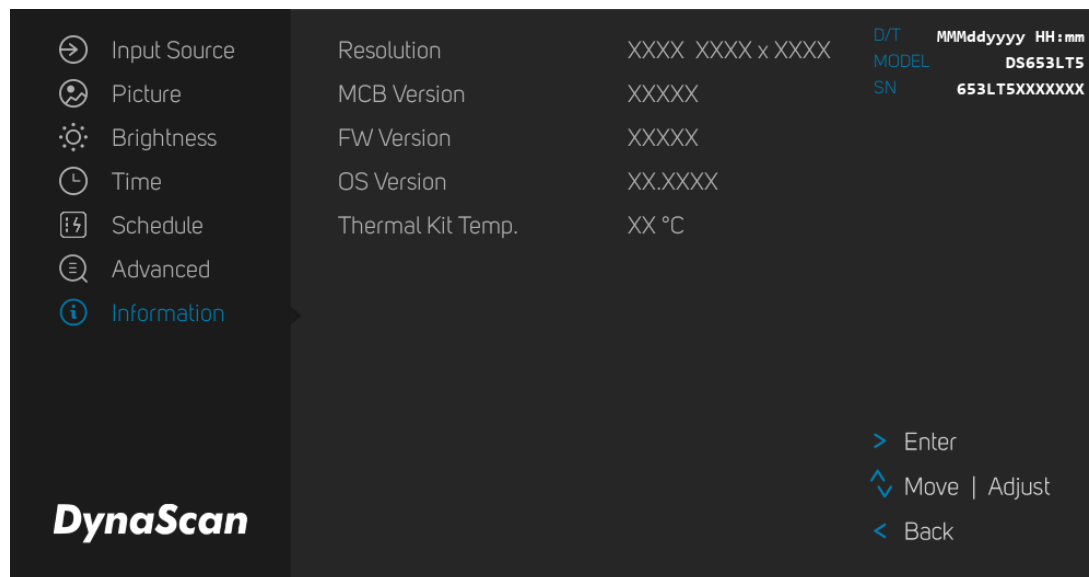 Input Source
Picture
Brightness
Time
Schedule
Advanced
Information
DynaScan
Resolution XXXX XXXX x XXXX
MCB Version XXXXX
FW Version XXXXX
OS Version XX.XXXX
Thermal Kit Temp. XX °C
D/T MMMddyyyy HH:mm
MODEL DS653LT5
SN 653LT5XXXXXXX
> Enter
Move | Adjust
< Back